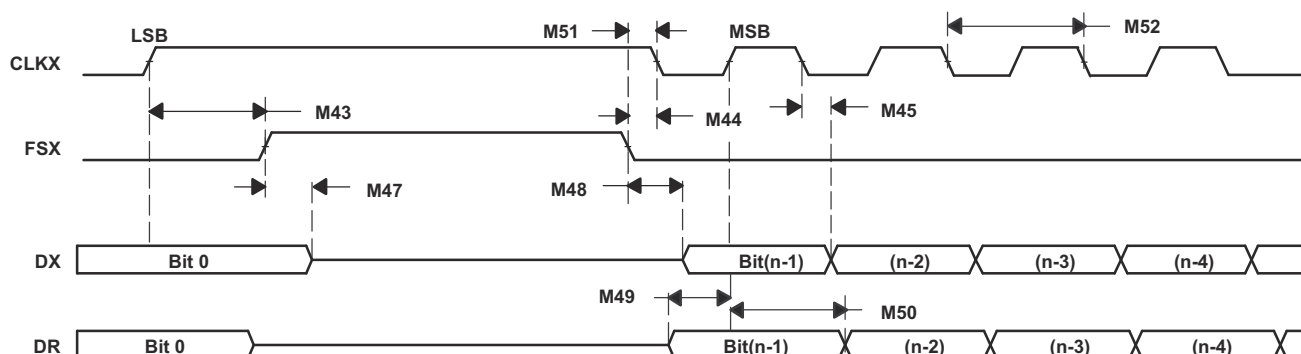 LSB M51 MSB M52
CLKX
M43 M44 M45
FSX
M47 M48
DX Bit 0 Bit(n-1) (n-2) (n-3) (n-4)
M49 M50
DR Bit 0 Bit(n-1) (n-2) (n-3) (n-4)